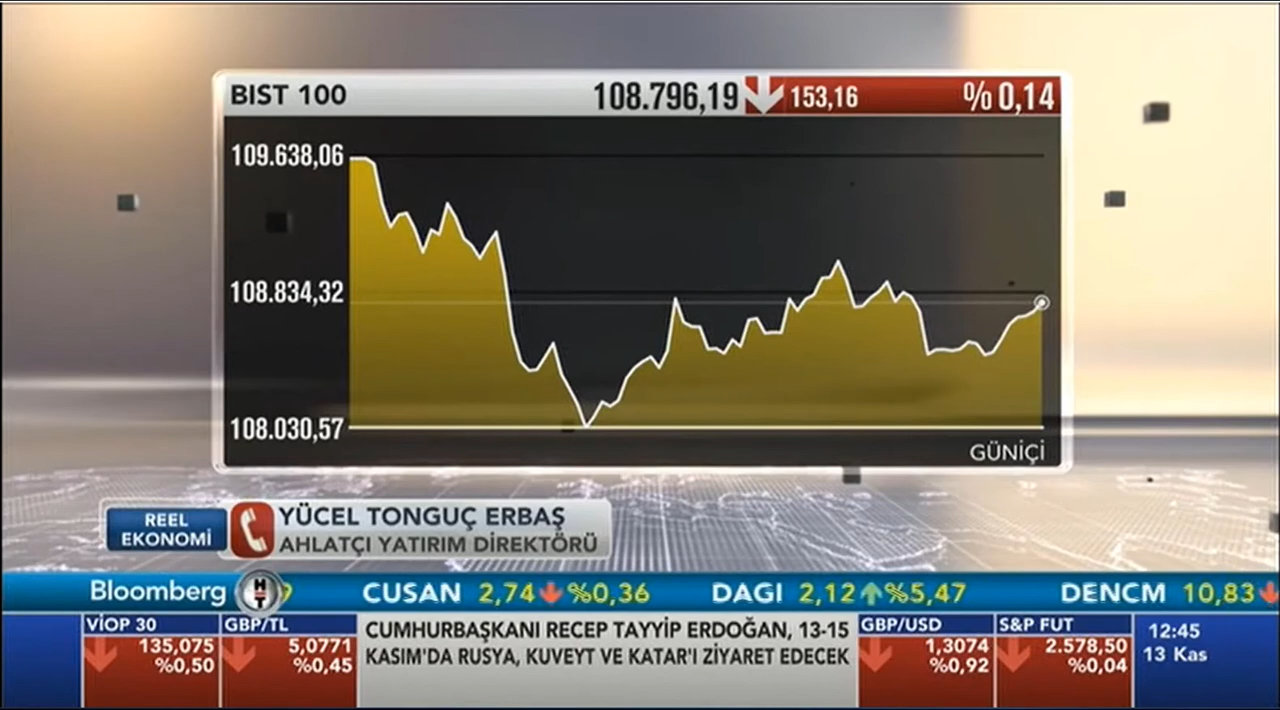 BIST 100 108.796,19 153,16 % 0,14
109.638,06
108.834,32
108.030,57
GÜNİÇİ
REEL EKONOMİ
YÜCEL TONGUÇ ERBAŞ
AHLATÇI YATIRIM DİREKTÖRÜ
Bloomberg HT CUSAN 2,74 %0,36 DAGI 2,12 %5,47 DENCM 10,83
VİOP 30
135,075
%0,50
GBP/TL
5,0771
%0,45
CUMHURBAŞKANI RECEP TAYYİP ERDOĞAN, 13-15
KASIM'DA RUSYA, KUVEYT VE KATAR'I ZİYARET EDECEK
GBP/USD
1,3074
%0,92
S&P FUT
2.578,50
%0,04
12:45
13 Kas